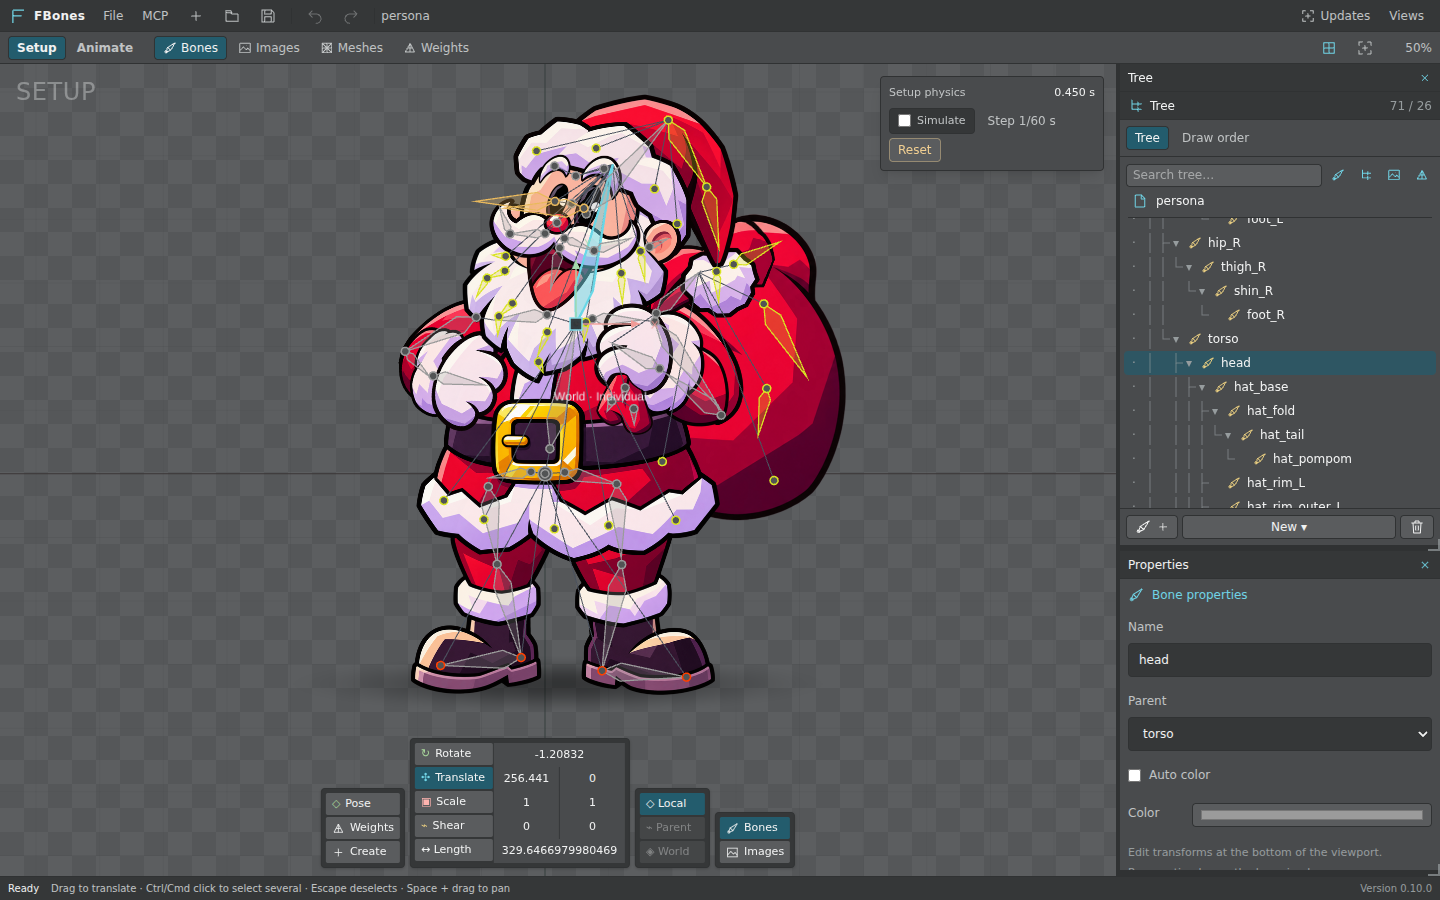 FBones File MCP persona Updates Views
Setup Animate Bones Images Meshes Weights 50%
SETUP
Setup physics 0.450 s
Simulate Step 1/60 s
Reset
World · Individual
Rotate -1.20832
Translate 256.441 0
Scale 1 1
Shear 0 0
Length 329.6466979980469
Pose
Weights
Create
Local
Parent
World
Bones
Images
Tree
Tree 71 / 26
Tree Draw order
Search tree...
persona
foot_L
hip_R
thigh_R
shin_R
foot_R
torso
head
hat_base
hat_fold
hat_tail
hat_pompom
hat_rim_L
hat_rim_outer_L
New
Properties
Bone properties
Name
head
Parent
torso
Auto color
Color
Edit transforms at the bottom of the viewport.
Ready Drag to translate · Ctrl/Cmd click to select several · Escape deselects · Space + drag to pan Version 0.10.0